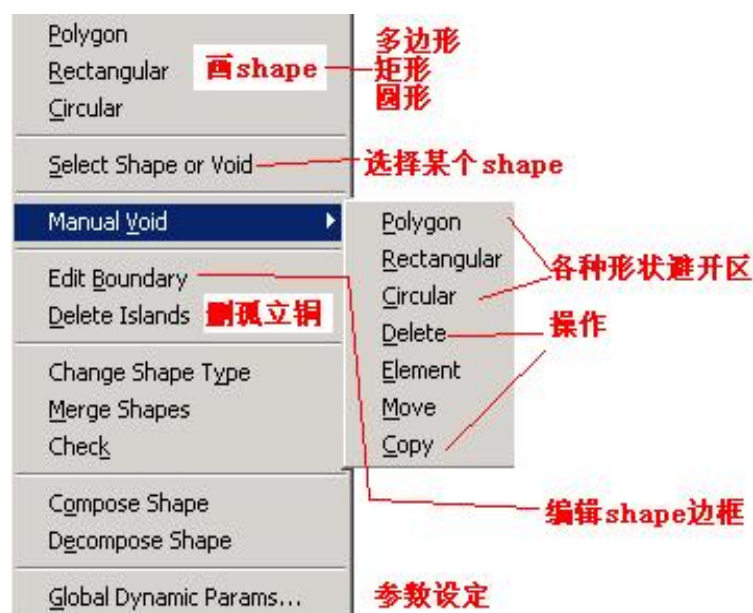 Polygon
多边形
Rectangular
画shape
矩形
Circular
圆形
Select Shape or Void
选择某个shape
Manual Void
Polygon
Rectangular
各种形状避开区
Circular
Delete
操作
Element
Move
Copy
Edit Boundary
Delete Islands
删孤立铜
Change Shape Type
Merge Shapes
Check
编辑shape边框
Compose Shape
Decompose Shape
Global Dynamic Params...
参数设定